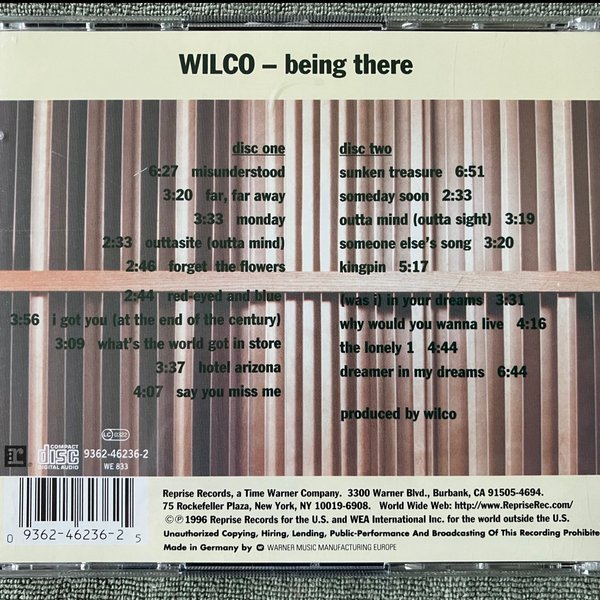 WILCO – being there
disc one
6:27 misunderstood
3:20 far, far away
3:33 monday
2:33 outtasite (outta mind)
2:46 forget the flowers
2:44 red-eyed and blue
3:56 i got you (at the end of the century)
3:09 what's the world got in store
3:37 hotel arizona
4:07 say you miss me
disc two
sunken treasure 6:51
someday soon 2:33
outta mind (outta sight) 3:19
someone else's song 3:20
kingpin 5:17
(was i) in your dreams 3:31
why would you wanna live 4:16
the lonely 1 4:44
dreamer in my dreams 6:44
produced by wilco
r
COMPACT
disc
DIGITAL AUDIO
LC 0322
9362-46236-2
WE 833
0 9362-46236-2 5
Reprise Records, a Time Warner Company. 3300 Warner Blvd., Burbank, CA 91505-4694.
75 Rockefeller Plaza, New York, NY 10019-6908. World Wide Web: http://www.RepriseRec.com/
©℗ 1996 Reprise Records for the U.S. and WEA International Inc. for the world outside the U.S.
Unauthorized Copying, Hiring, Lending, Public-Performance And Broadcasting Of This Recording Prohibite
Made in Germany by WARNER MUSIC MANUFACTURING EUROPE